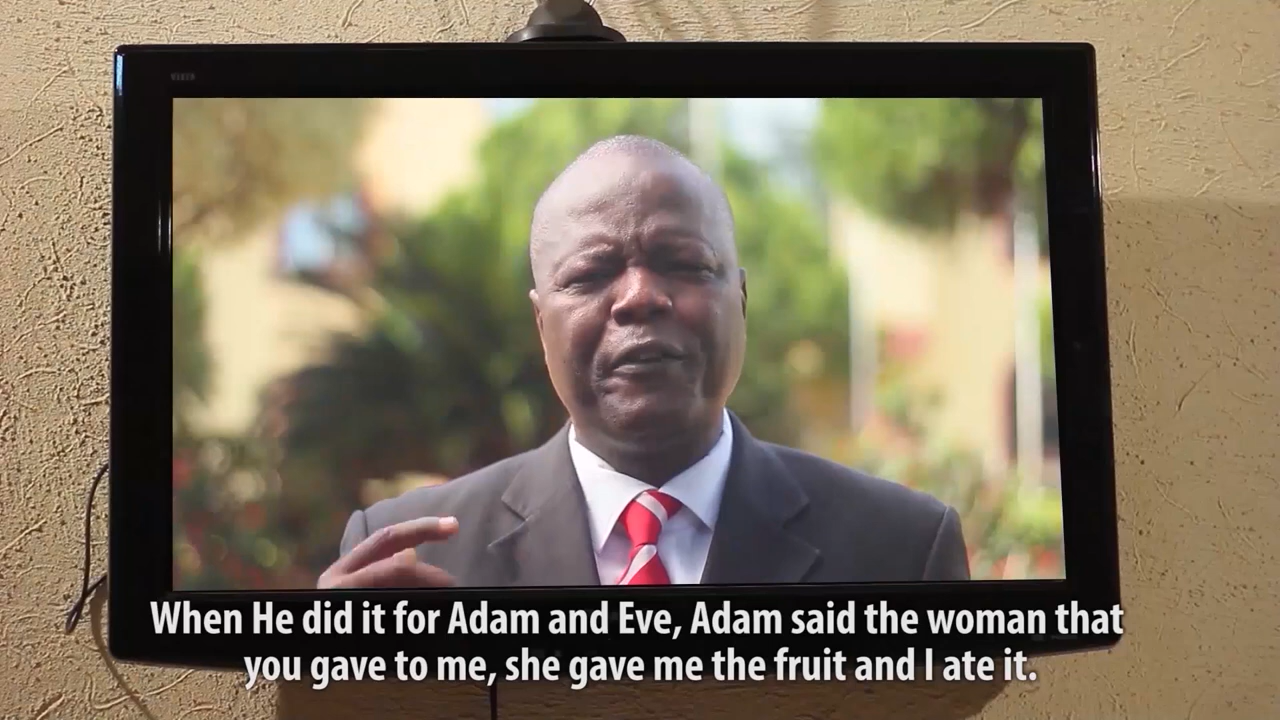 VIERA
When He did it for Adam and Eve, Adam said the woman that
you gave to me, she gave me the fruit and I ate it.